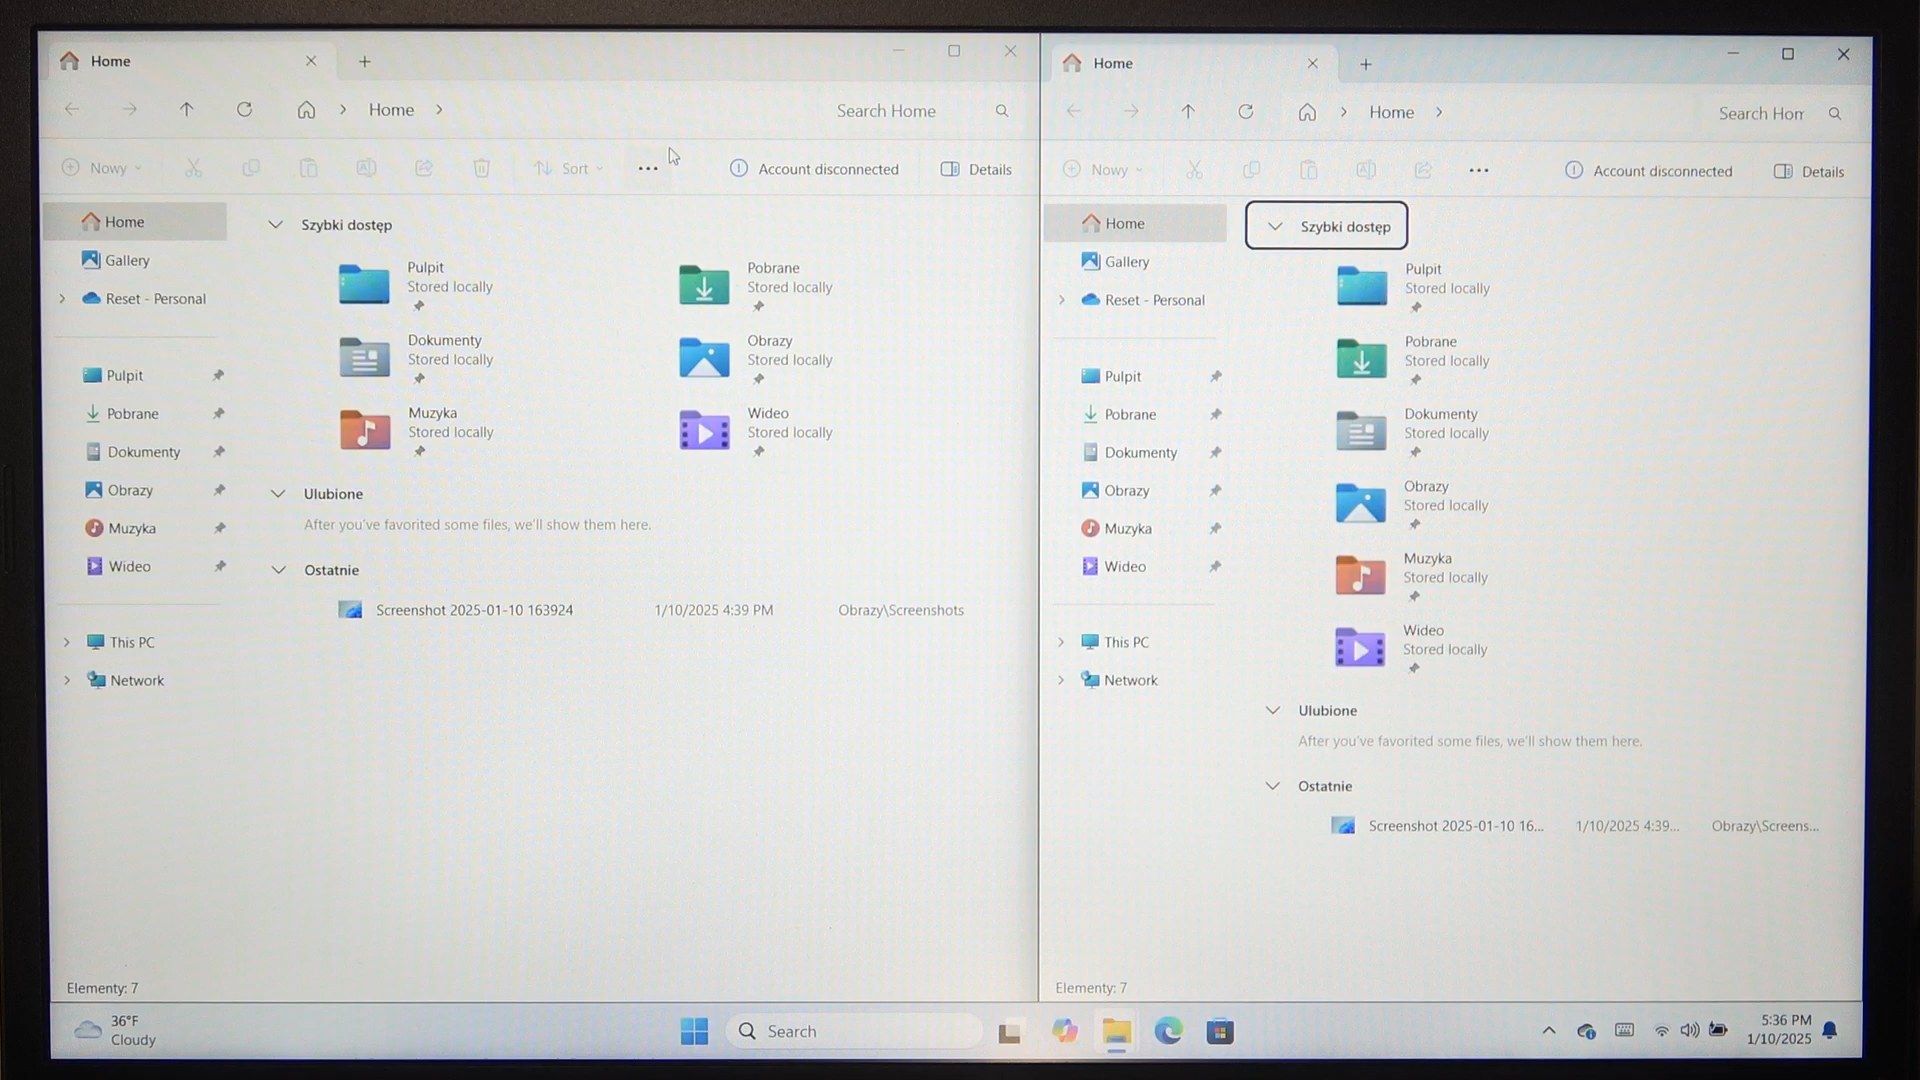 Home
Home > Search Home
Nowy Sort ... Account disconnected Details
Home
Gallery
Reset - Personal
Pulpit
Pobrane
Dokumenty
Obrazy
Muzyka
Wideo
This PC
Network
Szybki dostęp
Pulpit
Stored locally
Pobrane
Stored locally
Dokumenty
Stored locally
Obrazy
Stored locally
Muzyka
Stored locally
Wideo
Stored locally
Ulubione
After you've favorited some files, we'll show them here.
Ostatnie
Screenshot 2025-01-10 163924 1/10/2025 4:39 PM Obrazy\Screenshots
Elementy: 7
Home
Home > Search Hom
Nowy ... Account disconnected Details
Home
Gallery
Reset - Personal
Pulpit
Pobrane
Dokumenty
Obrazy
Muzyka
Wideo
This PC
Network
Szybki dostęp
Pulpit
Stored locally
Pobrane
Stored locally
Dokumenty
Stored locally
Obrazy
Stored locally
Muzyka
Stored locally
Wideo
Stored locally
Ulubione
After you've favorited some files, we'll show them here.
Ostatnie
Screenshot 2025-01-10 16... 1/10/2025 4:39... Obrazy\Screens...
Elementy: 7
36°F
Cloudy
Search
5:36 PM
1/10/2025